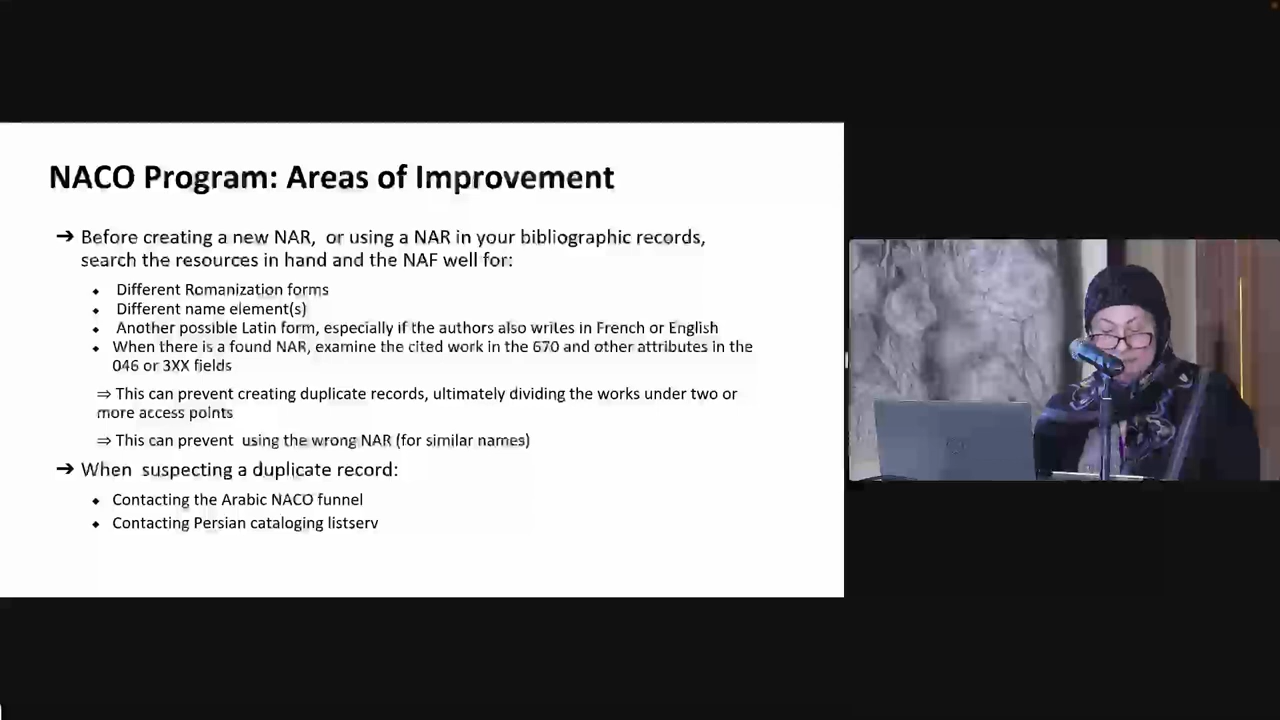 NACO Program: Areas of Improvement
➔ Before creating a new NAR, or using a NAR in your bibliographic records,
search the resources in hand and the NAF well for:
⬥ Different Romanization forms
⬥ Different name element(s)
⬥ Another possible Latin form, especially if the authors also writes in French or English
⬥ When there is a found NAR, examine the cited work in the 670 and other attributes in the
046 or 3XX fields
⇒ This can prevent creating duplicate records, ultimately dividing the works under two or
more access points
⇒ This can prevent using the wrong NAR (for similar names)
➔ When suspecting a duplicate record:
⬥ Contacting the Arabic NACO funnel
⬥ Contacting Persian cataloging listserv